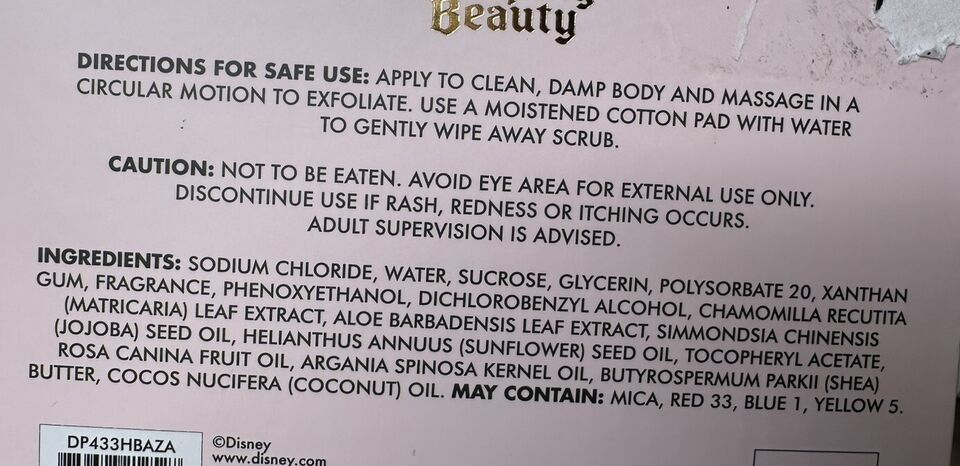 Beauty
DIRECTIONS FOR SAFE USE: APPLY TO CLEAN, DAMP BODY AND MASSAGE IN A
CIRCULAR MOTION TO EXFOLIATE. USE A MOISTENED COTTON PAD WITH WATER
TO GENTLY WIPE AWAY SCRUB.
CAUTION: NOT TO BE EATEN. AVOID EYE AREA FOR EXTERNAL USE ONLY.
DISCONTINUE USE IF RASH, REDNESS OR ITCHING OCCURS.
ADULT SUPERVISION IS ADVISED.
INGREDIENTS: SODIUM CHLORIDE, WATER, SUCROSE, GLYCERIN, POLYSORBATE 20, XANTHAN
GUM, FRAGRANCE, PHENOXYETHANOL, DICHLOROBENZYL ALCOHOL, CHAMOMILLA RECUTITA
(MATRICARIA) LEAF EXTRACT, ALOE BARBADENSIS LEAF EXTRACT, SIMMONDSIA CHINENSIS
(JOJOBA) SEED OIL, HELIANTHUS ANNUUS (SUNFLOWER) SEED OIL, TOCOPHERYL ACETATE,
ROSA CANINA FRUIT OIL, ARGANIA SPINOSA KERNEL OIL, BUTYROSPERMUM PARKII (SHEA)
BUTTER, COCOS NUCIFERA (COCONUT) OIL. MAY CONTAIN: MICA, RED 33, BLUE 1, YELLOW 5.
DP433HBAZA
©Disney
www.disney.com